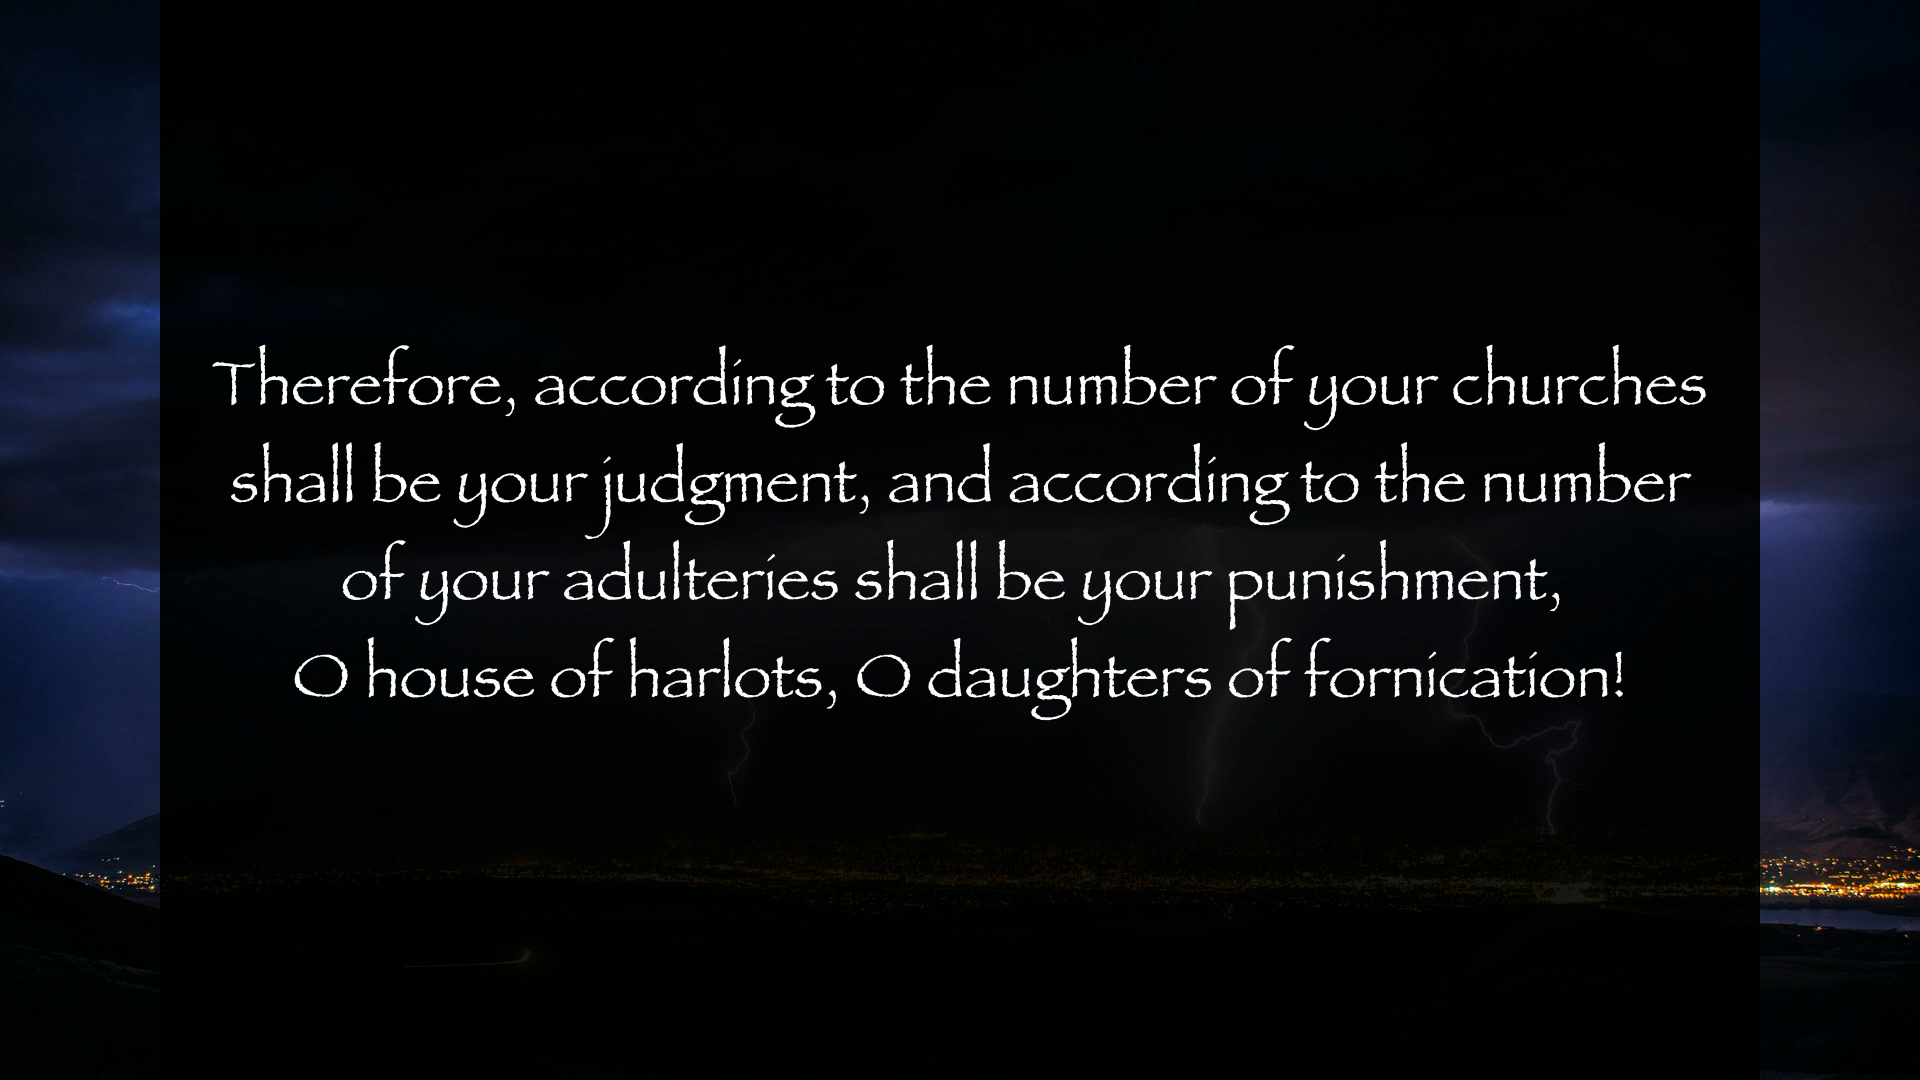 Therefore, according to the number of your churches
shall be your judgment, and according to the number
of your adulteries shall be your punishment,
O house of harlots, O daughters of fornication!